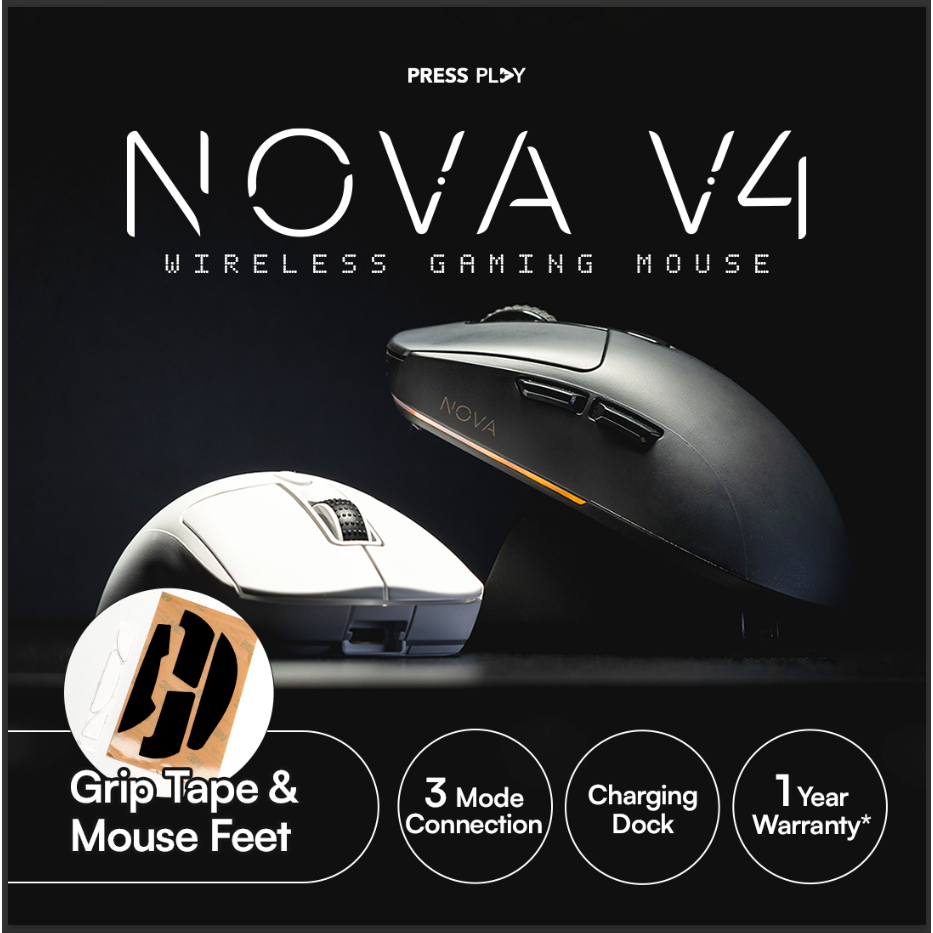 PRESS PLAY
NOVA V4
WIRELESS GAMING MOUSE
NOVA
Grip Tape &
Mouse Feet
3 Mode
Connection
Charging
Dock
1 Year
Warranty*